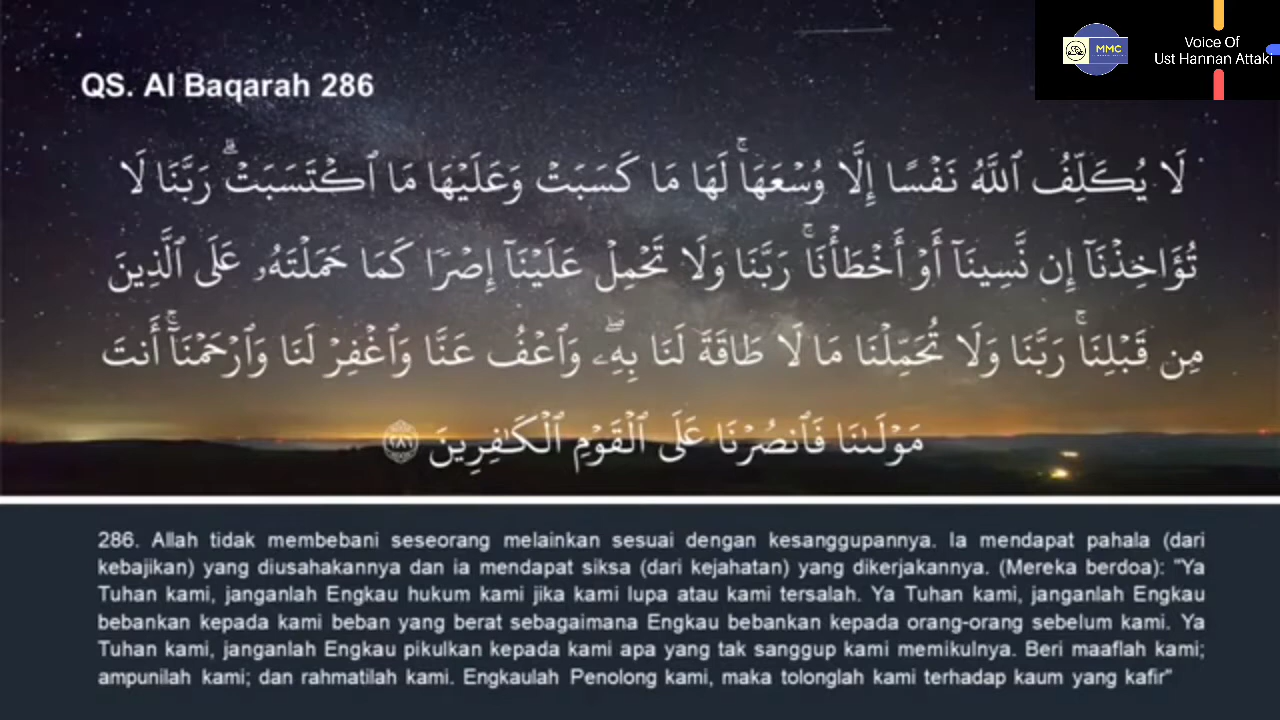 QS. Al Baqarah 286
MMC
Voice Of
Ust Hannan Attaki
لَا يُكَلِّفُ ٱللَّهُ نَفْسًا إِلَّا وُسْعَهَاۚ لَهَا مَا كَسَبَتْ وَعَلَيْهَا مَا ٱكْتَسَبَتْۗ رَبَّنَا لَا
تُؤَاخِذْنَآ إِن نَّسِينَآ أَوْ أَخْطَأْنَاۚ رَبَّنَا وَلَا تَحْمِلْ عَلَيْنَآ إِصْرًا كَمَا حَمَلْتَهُۥ عَلَى ٱلَّذِينَ
مِن قَبْلِنَاۚ رَبَّنَا وَلَا تُحَمِّلْنَا مَا لَا طَاقَةَ لَنَا بِهِۦۖ وَٱعْفُ عَنَّا وَٱغْفِرْ لَنَا وَٱرْحَمْنَآۚ أَنتَ
مَوْلَىٰنَا فَٱنصُرْنَا عَلَى ٱلْقَوْمِ ٱلْكَـٰفِرِينَ ٢٨٦
286. Allah tidak membebani seseorang melainkan sesuai dengan kesanggupannya. Ia mendapat pahala (dari
kebajikan) yang diusahakannya dan ia mendapat siksa (dari kejahatan) yang dikerjakannya. (Mereka berdoa): "Ya
Tuhan kami, janganlah Engkau hukum kami jika kami lupa atau kami tersalah. Ya Tuhan kami, janganlah Engkau
bebankan kepada kami beban yang berat sebagaimana Engkau bebankan kepada orang-orang sebelum kami. Ya
Tuhan kami, janganlah Engkau pikulkan kepada kami apa yang tak sanggup kami memikulnya. Beri maaflah kami;
ampunilah kami; dan rahmatilah kami. Engkaulah Penolong kami, maka tolonglah kami terhadap kaum yang kafir"